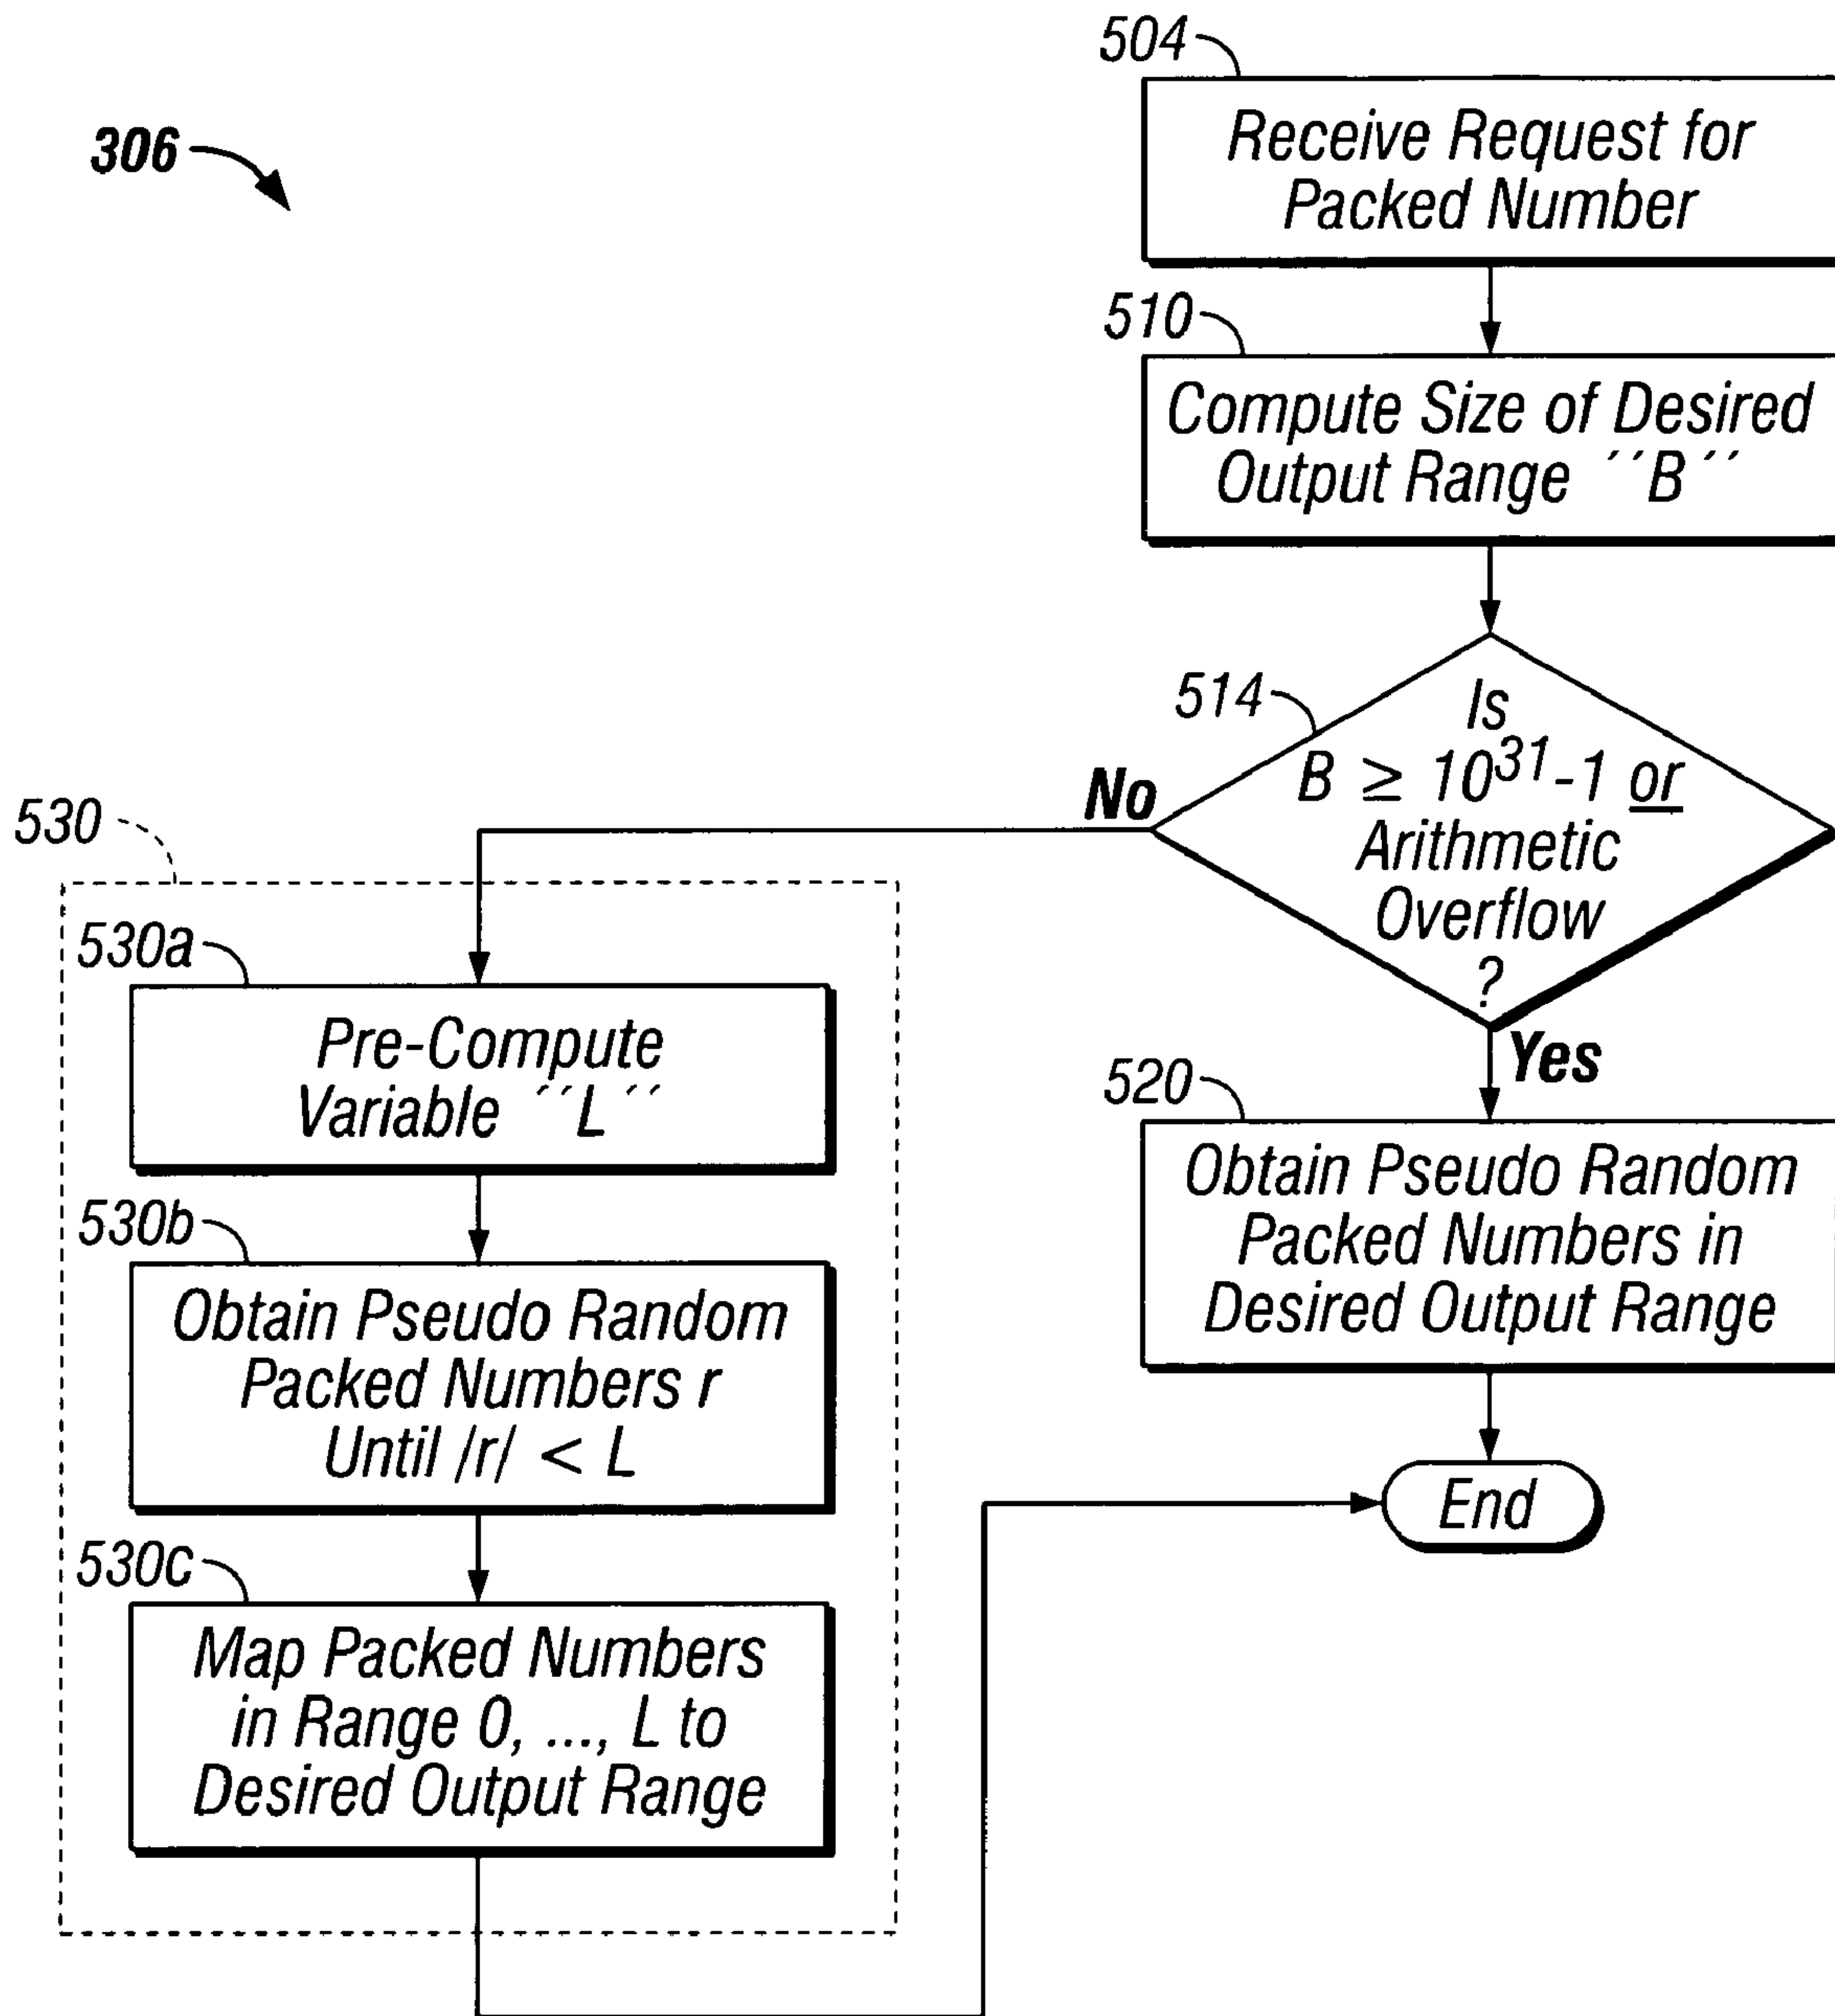 306
504
Receive Request for
Packed Number
510
Compute Size of Desired
Output Range ´´B´´
514
Is
B ≥ 10³¹-1 or
Arithmetic
Overflow
?
No
Yes
520
Obtain Pseudo Random
Packed Numbers in
Desired Output Range
End
530
530a
Pre-Compute
Variable ´´L´´
530b
Obtain Pseudo Random
Packed Numbers r
Until /r/ < L
530c
Map Packed Numbers
in Range 0, ..., L to
Desired Output Range